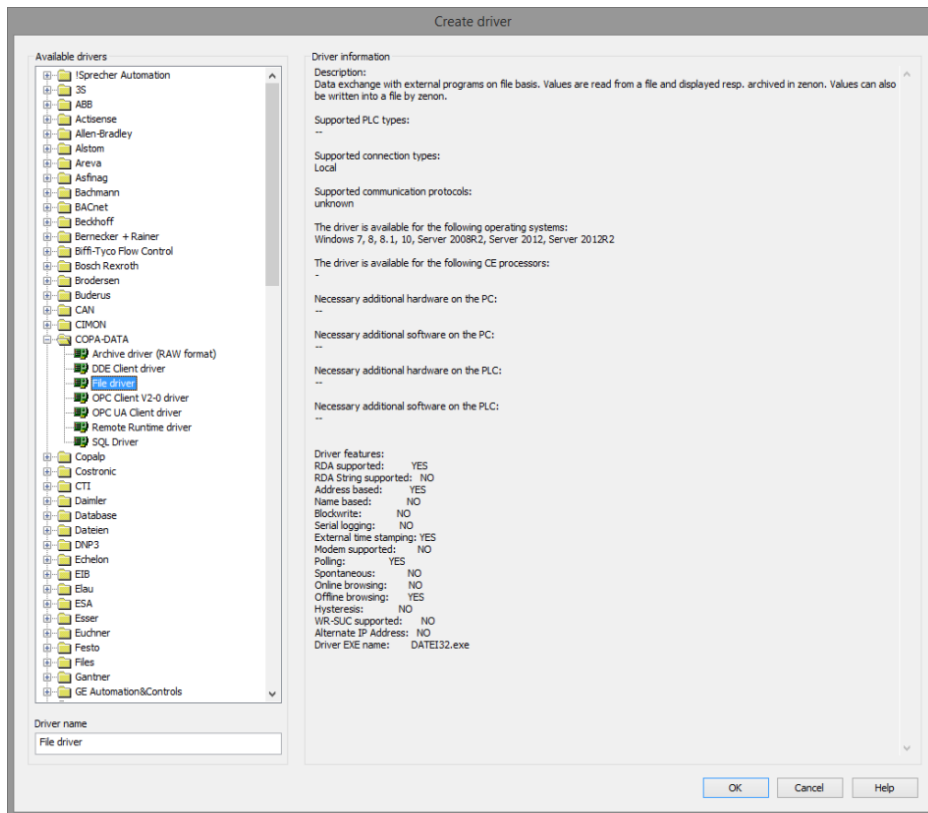 Create driver
Available drivers
!Sprecher Automation
3S
ABB
Actisense
Allen-Bradley
Alstom
Areva
Asfinag
Bachmann
BACnet
Beckhoff
Bernecker + Rainer
Biffi-Tyco Flow Control
Bosch Rexroth
Brodersen
Buderus
CAN
CIMON
COPA-DATA
Archive driver (RAW format)
DDE Client driver
File driver
OPC Client V2-0 driver
OPC UA Client driver
Remote Runtime driver
SQL Driver
Copalp
Costronic
CTI
Daimler
Database
Dateien
DNP3
Echelon
EIB
Elau
ESA
Esser
Euchner
Festo
Files
Gantner
GE Automation&Controls
Driver name
File driver
Driver information
Description:
Data exchange with external programs on file basis. Values are read from a file and displayed resp. archived in zenon. Values can also
be written into a file by zenon.
Supported PLC types:
--
Supported connection types:
Local
Supported communication protocols:
unknown
The driver is available for the following operating systems:
Windows 7, 8, 8.1, 10, Server 2008R2, Server 2012, Server 2012R2
The driver is available for the following CE processors:
-
Necessary additional hardware on the PC:
--
Necessary additional software on the PC:
--
Necessary additional hardware on the PLC:
--
Necessary additional software on the PLC:
--
Driver features:
RDA supported: YES
RDA String supported: NO
Address based: YES
Name based: NO
Blockwrite: NO
Serial logging: NO
External time stamping: YES
Modem supported: NO
Polling: YES
Spontaneous: NO
Online browsing: NO
Offline browsing: YES
Hysteresis: NO
WR-SUC supported: NO
Alternate IP Address: NO
Driver EXE name: DATEI32.exe
OK Cancel Help